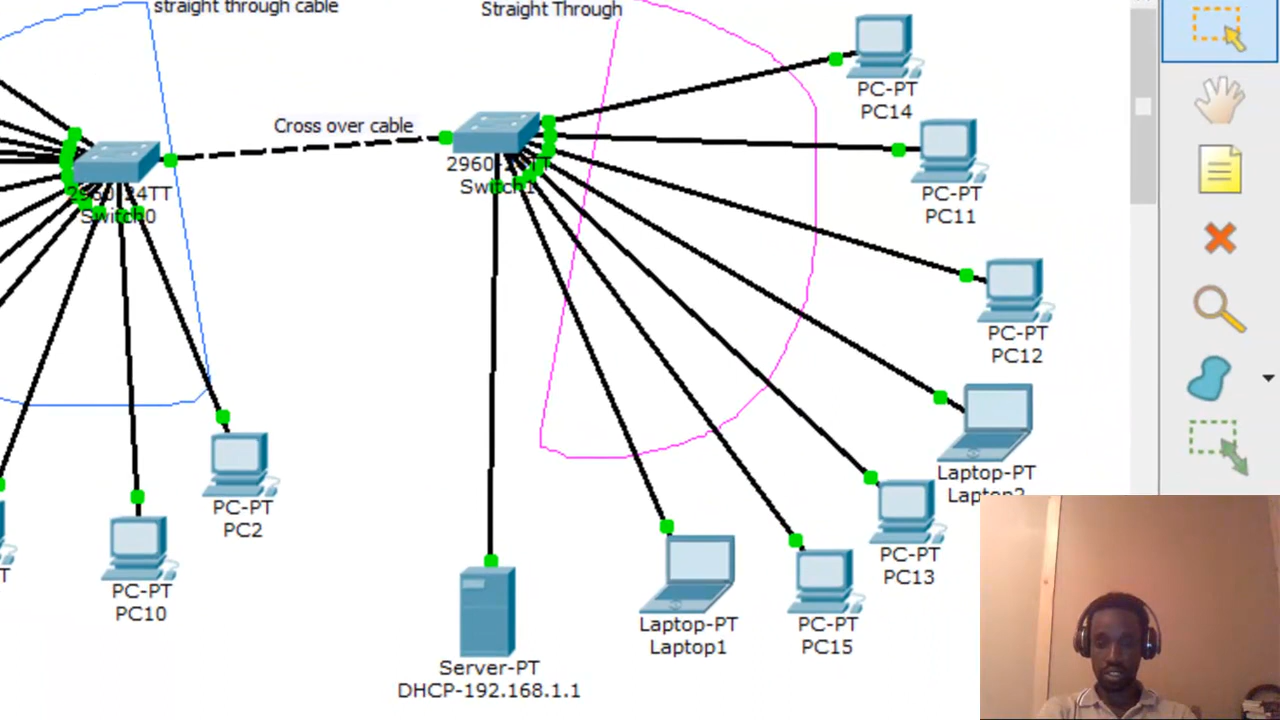 straight through cable
Straight Through
PC-PT
PC14
Cross over cable
2960-24TT
Switch0
Switch1
PC-PT
PC11
PC-PT
PC12
Laptop-PT
PC-PT
PC2
PC-PT
PC13
PC-PT
PC10
T
Laptop-PT
Laptop1
PC-PT
PC15
Server-PT
DHCP-192.168.1.1